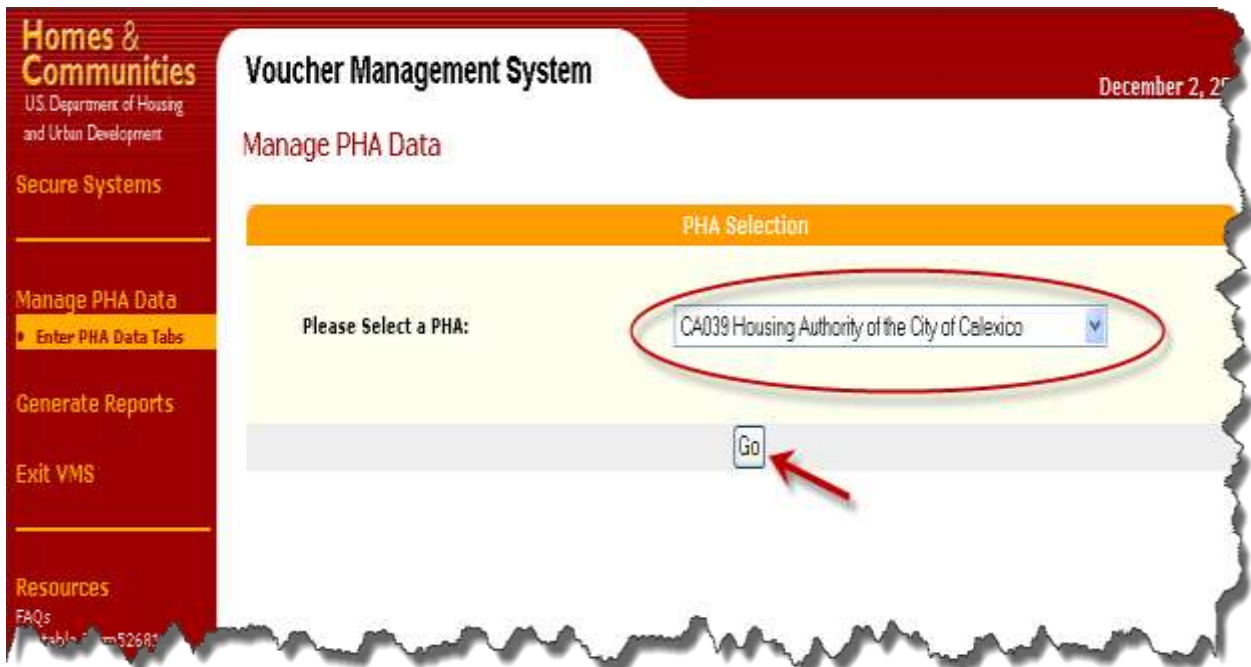 Homes &
Communities
U.S. Department of Housing
and Urban Development
Voucher Management System
December 2,
Manage PHA Data
Secure Systems
PHA Selection
Manage PHA Data
• Enter PHA Data Tabs
Please Select a PHA:
CA039 Housing Authority of the City of Calexico
Generate Reports
Go
Exit VMS
Resources
FAQs